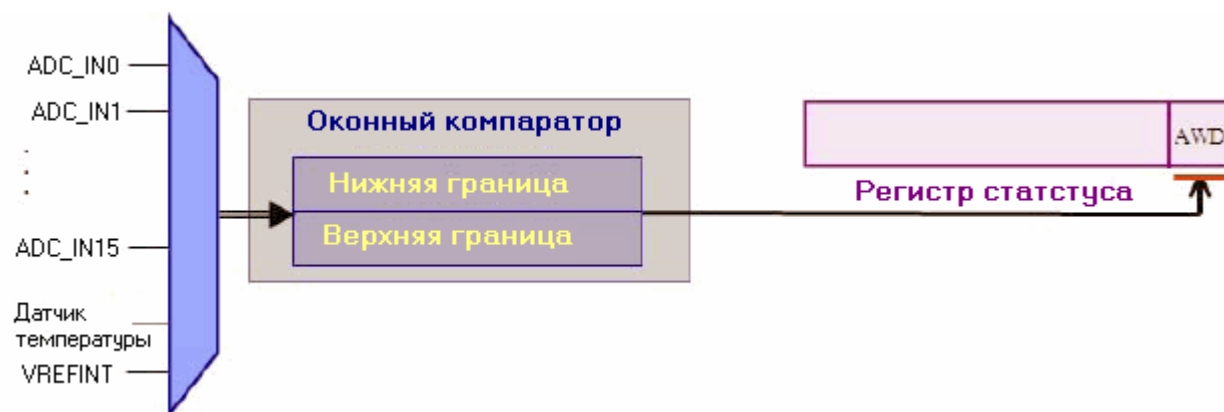 ADC_IN0
ADC_IN1
ADC_IN15
Датчик
температуры
VREFINT
Оконный компаратор
Нижняя граница
Верхняя граница
AWD
Регистр статстуса